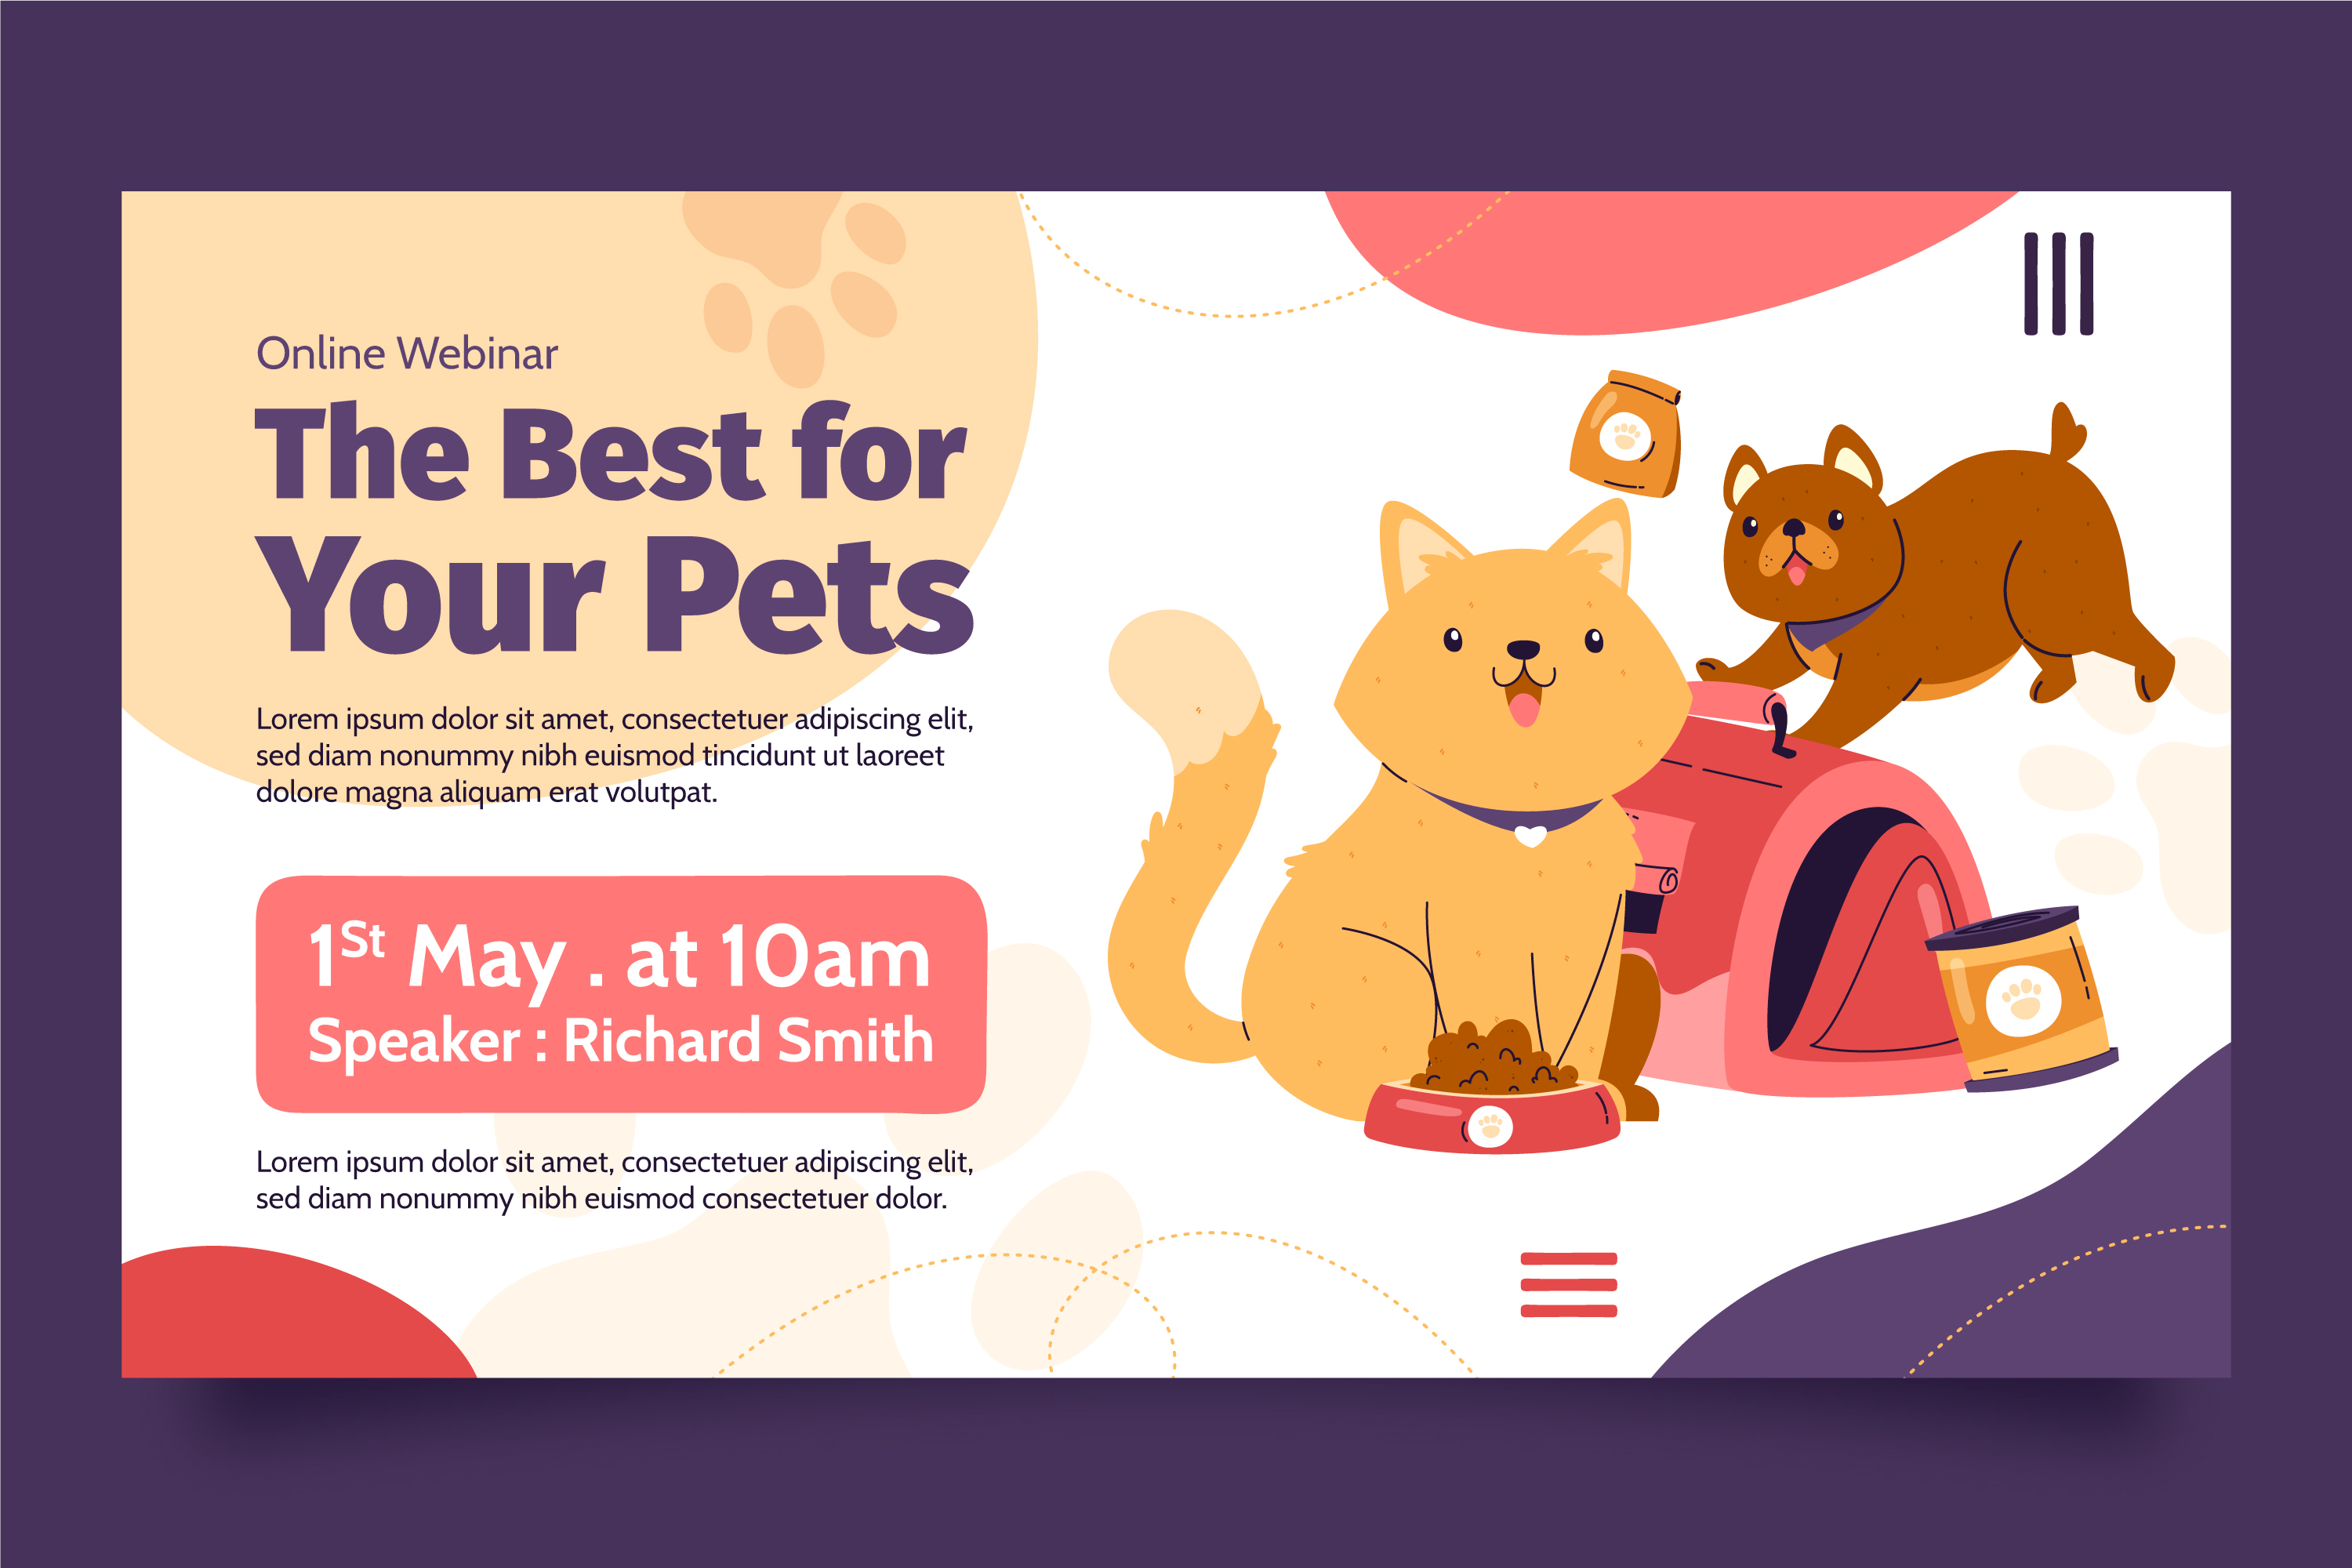 Online Webinar
The Best for
Your Pets
Lorem ipsum dolor sit amet, consectetuer adipiscing elit,
sed diam nonummy nibh euismod tincidunt ut laoreet
dolore magna aliquam erat volutpat.
1St May . at 10am
Speaker : Richard Smith
Lorem ipsum dolor sit amet, consectetuer adipiscing elit,
sed diam nonummy nibh euismod consectetuer dolor.